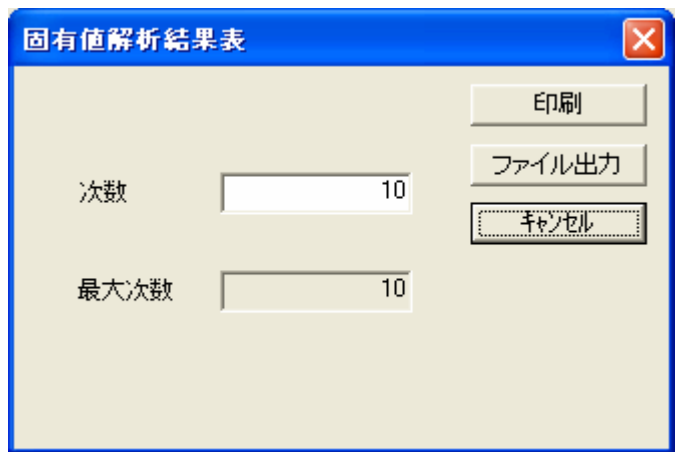 固有値解析結果表
印刷
ファイル出力
次数 10
ｷｬﾝｾﾙ
最大次数 10